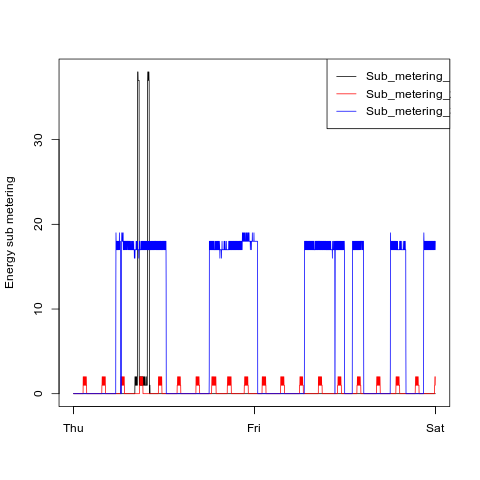 Sub_metering_
Sub_metering_
Sub_metering_
Energy sub metering
30
20
10
0
Thu Fri Sat